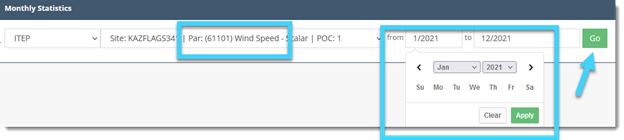 Monthly Statistics
ITEP Site: KAZFLAGS341 | Par: (61101) Wind Speed - Scalar | POC: 1 from 1/2021 to 12/2021 Go
Jan 2021
Su Mo Tu We Th Fr Sa
Clear Apply